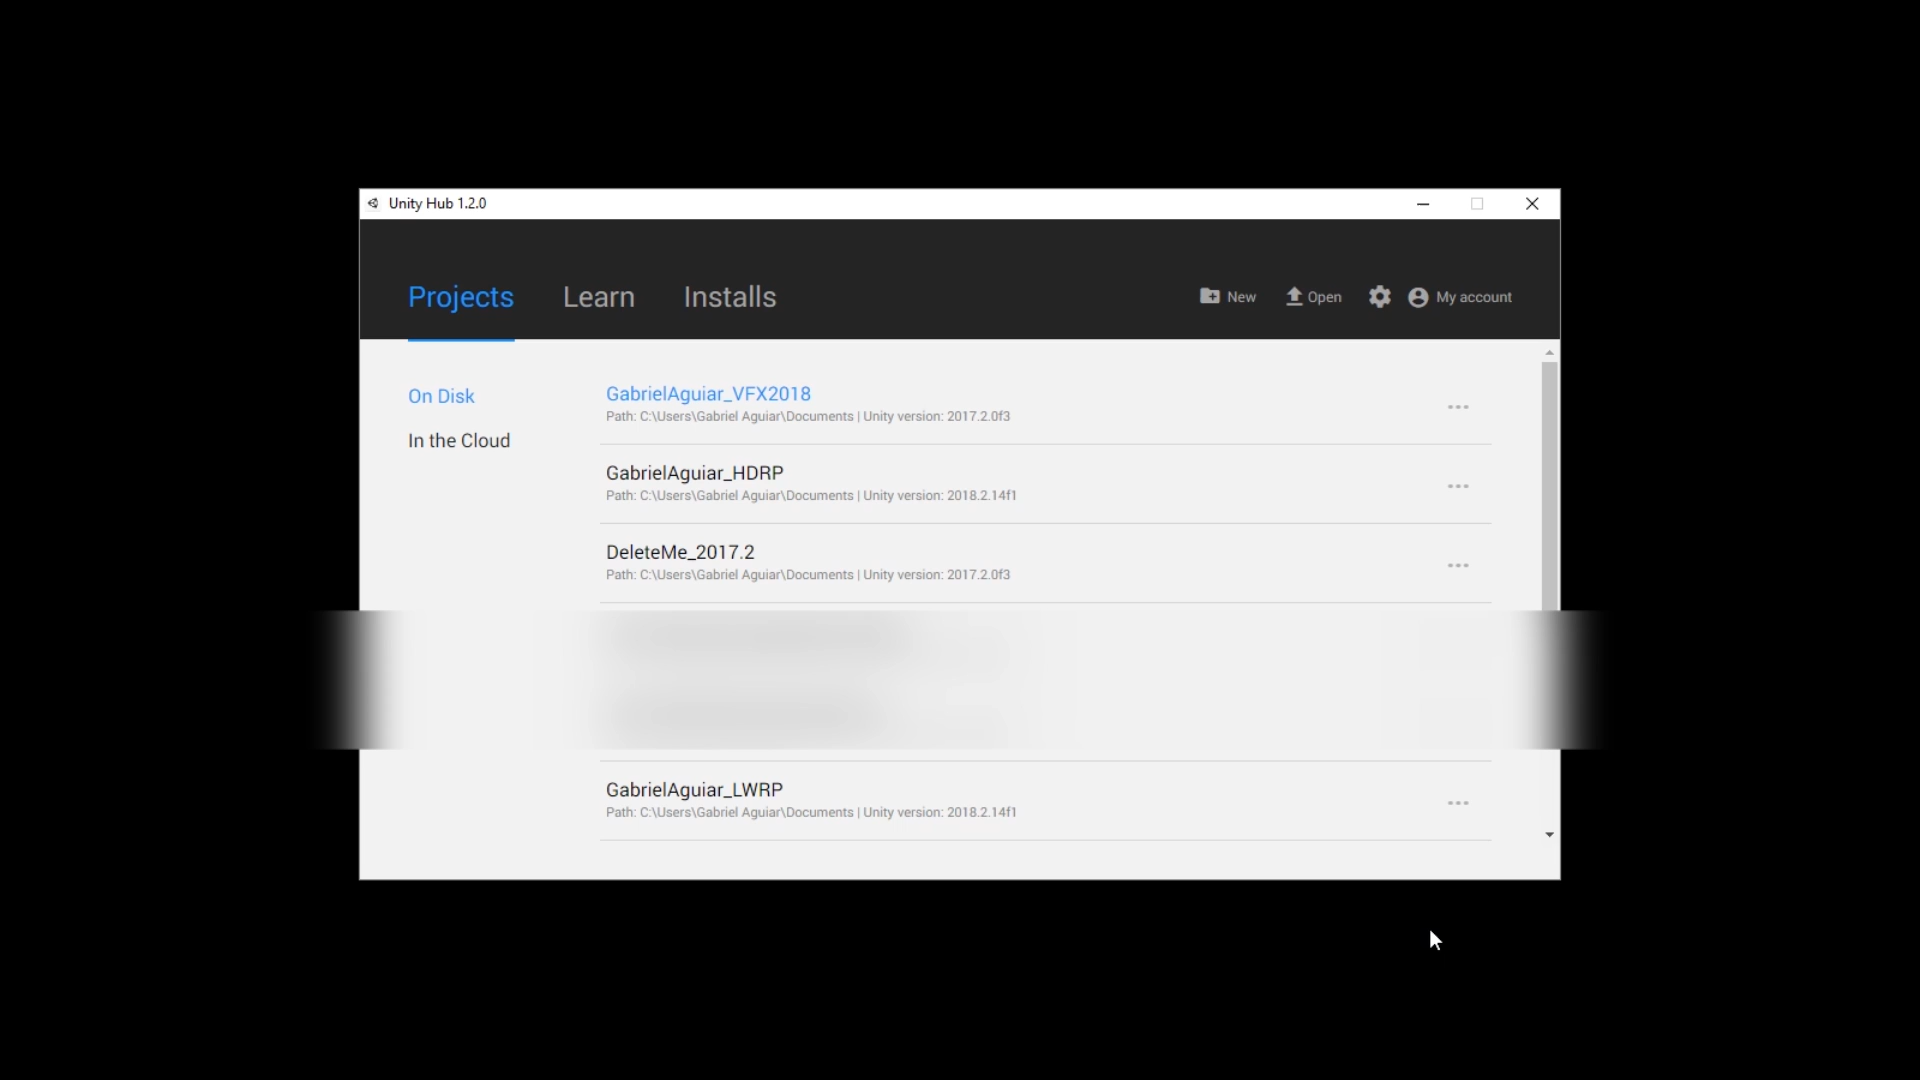 Unity Hub 1.2.0
Projects Learn Installs New Open My account
On Disk
In the Cloud
GabrielAguiar_VFX2018
Path: C:\Users\Gabriel Aguiar\Documents | Unity version: 2017.2.0f3
GabrielAguiar_HDRP
Path: C:\Users\Gabriel Aguiar\Documents | Unity version: 2018.2.14f1
DeleteMe_2017.2
Path: C:\Users\Gabriel Aguiar\Documents | Unity version: 2017.2.0f3
GabrielAguiar_LWRP
Path: C:\Users\Gabriel Aguiar\Documents | Unity version: 2018.2.14f1